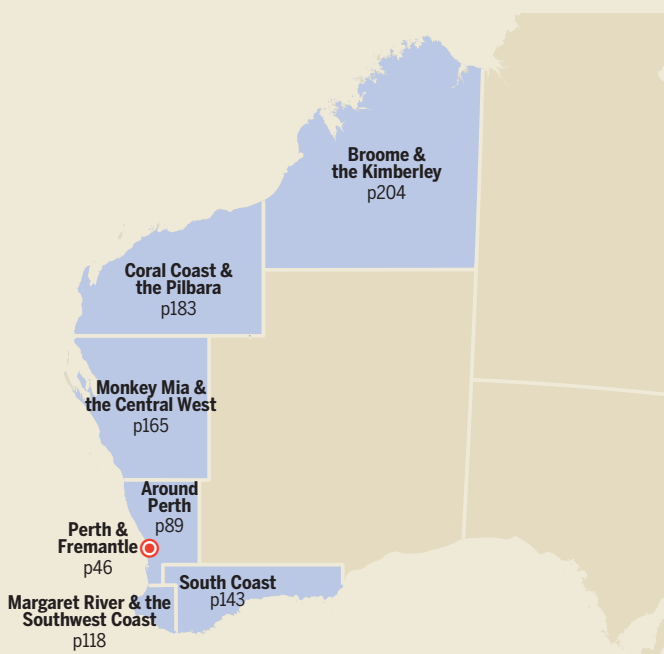 Broome &
the Kimberley
p204
Coral Coast &
the Pilbara
p183
Monkey Mia &
the Central West
p165
Around
Perth
p89
Perth &
Fremantle
p46
South Coast
p143
Margaret River & the
Southwest Coast
p118